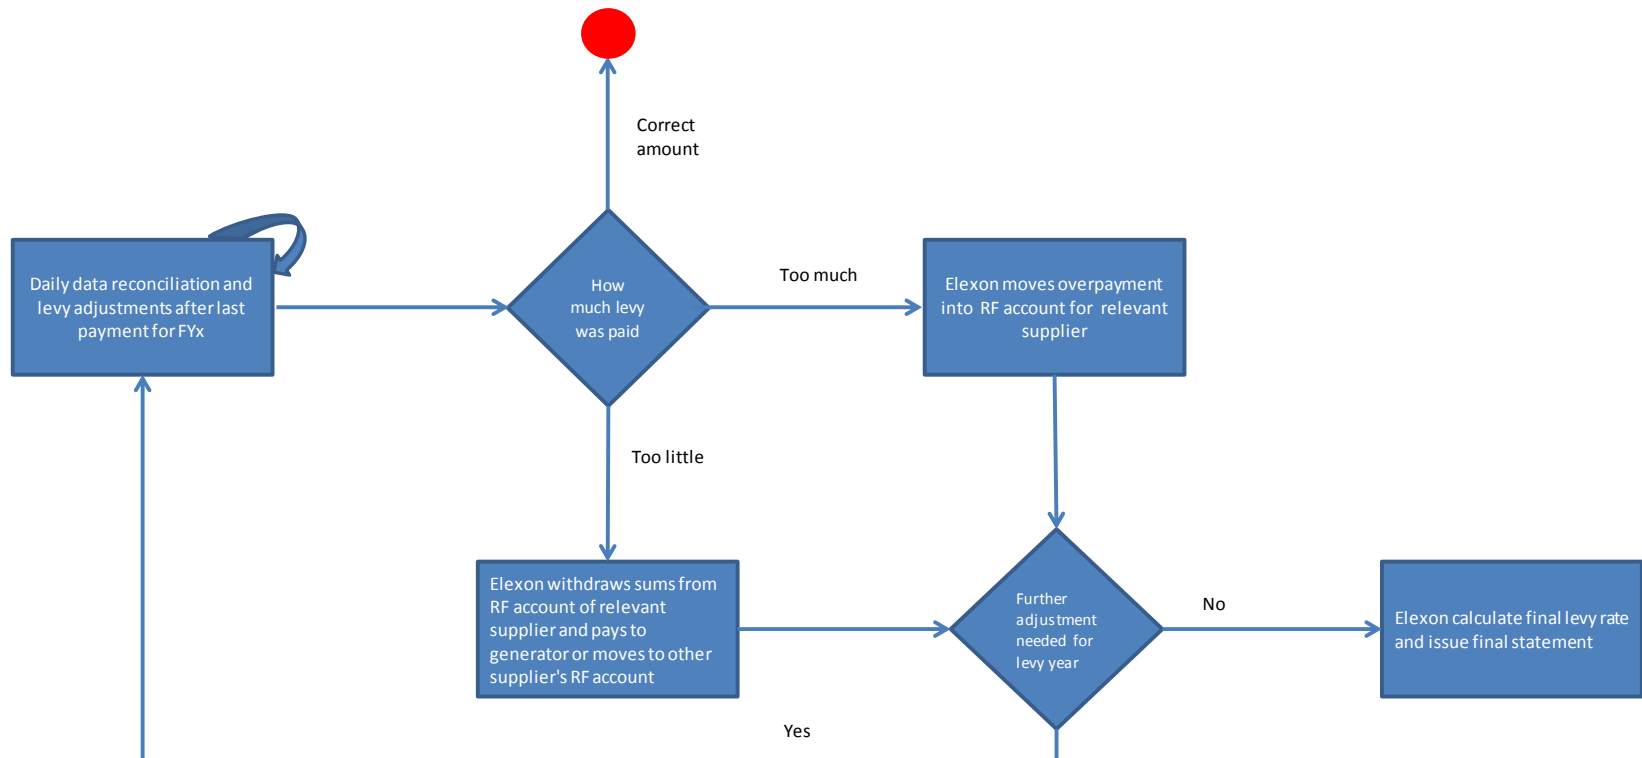 Correct
amount
Daily data reconciliation and
levy adjustments after last
payment for FYx
How
much levy
was paid
Too much
Elexon moves overpayment
into RF account for relevant
supplier
Too little
Elexon withdraws sums from
RF account of relevant
supplier and pays to
generator or moves to other
supplier's RF account
Further
adjustment
needed for
levy year
No
Elexon calculate final levy rate
and issue final statement
Yes